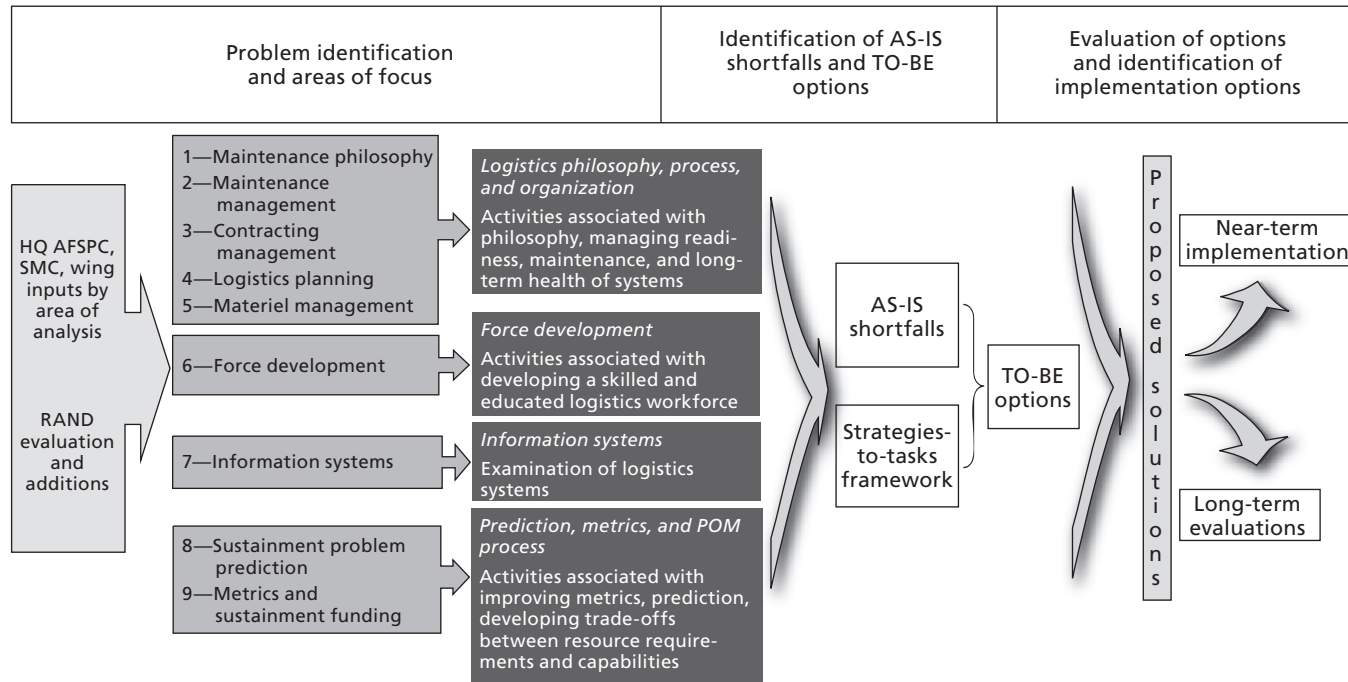 Problem identification
and areas of focus
Identification of AS-IS
shortfalls and TO-BE
options
Evaluation of options
and identification of
implementation options
HQ AFSPC,
SMC, wing
inputs by
area of
analysis
RAND
evaluation
and
additions
1—Maintenance philosophy
2—Maintenance
management
3—Contracting
management
4—Logistics planning
5—Materiel management
6—Force development
7—Information systems
8—Sustainment problem
prediction
9—Metrics and
sustainment funding
Logistics philosophy, process,
and organization
Activities associated with
philosophy, managing readi-
ness, maintenance, and long-
term health of systems
Force development
Activities associated with
developing a skilled and
educated logistics workforce
Information systems
Examination of logistics
systems
Prediction, metrics, and POM
process
Activities associated with
improving metrics, prediction,
developing trade-offs
between resource require-
ments and capabilities
AS-IS
shortfalls
Strategies-
to-tasks
framework
TO-BE
options
Proposed solutions
Near-term
implementation
Long-term
evaluations